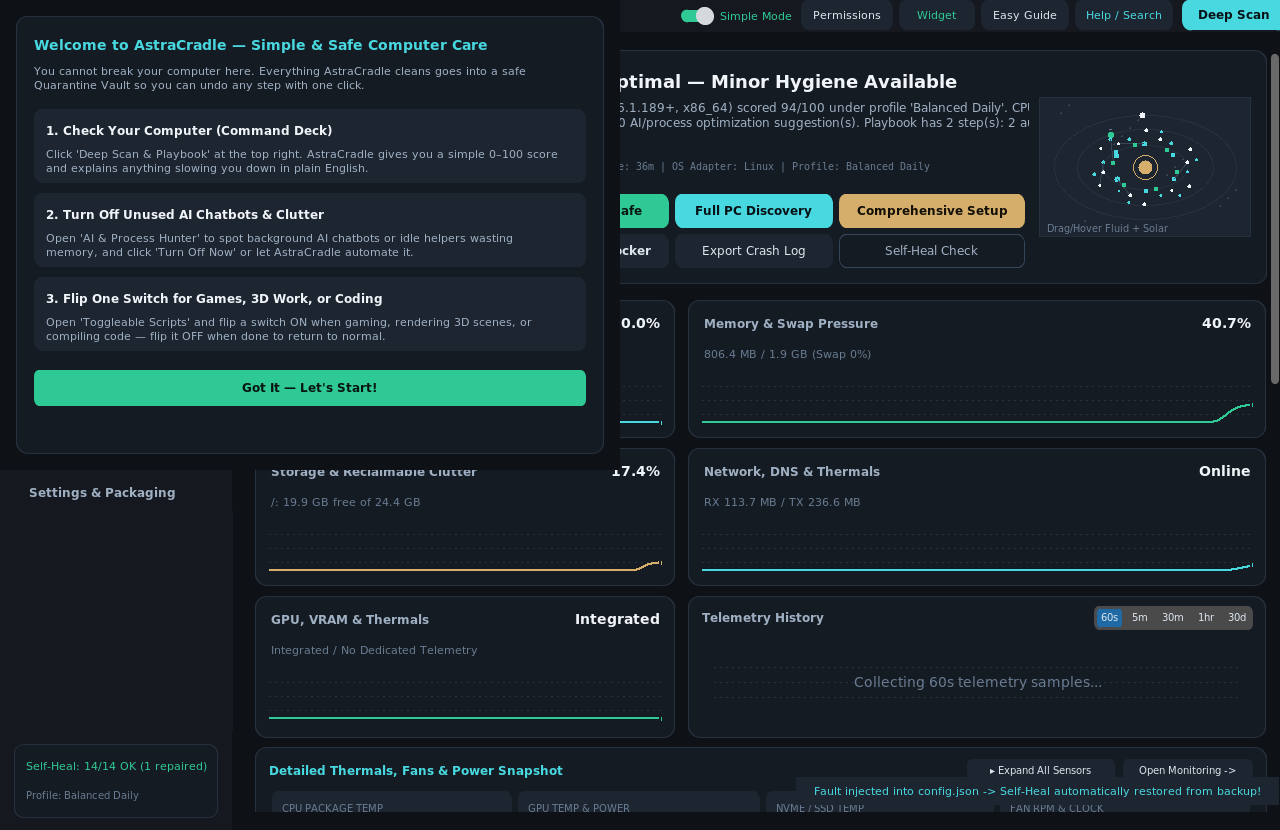 Welcome to AstraCradle — Simple & Safe Computer Care
You cannot break your computer here. Everything AstraCradle cleans goes into a safe
Quarantine Vault so you can undo any step with one click.
1. Check Your Computer (Command Deck)
Click 'Deep Scan & Playbook' at the top right. AstraCradle gives you a simple 0–100 score
and explains anything slowing you down in plain English.
2. Turn Off Unused AI Chatbots & Clutter
Open 'AI & Process Hunter' to spot background AI chatbots or idle helpers wasting
memory, and click 'Turn Off Now' or let AstraCradle automate it.
3. Flip One Switch for Games, 3D Work, or Coding
Open 'Toggleable Scripts' and flip a switch ON when gaming, rendering 3D scenes, or
compiling code — flip it OFF when done to return to normal.
Got It — Let's Start!
Simple Mode
Permissions
Widget
Easy Guide
Help / Search
Deep Scan
ptimal — Minor Hygiene Available
6.1.189+, x86_64) scored 94/100 under profile 'Balanced Daily'. CPU
0 AI/process optimization suggestion(s). Playbook has 2 step(s): 2 au
e: 36m | OS Adapter: Linux | Profile: Balanced Daily
afe
Full PC Discovery
Comprehensive Setup
ocker
Export Crash Log
Self-Heal Check
Drag/Hover Fluid + Solar
0.0%
Memory & Swap Pressure
40.7%
806.4 MB / 1.9 GB (Swap 0%)
Settings & Packaging
Storage & Reclaimable Clutter
17.4%
/: 19.9 GB free of 24.4 GB
Network, DNS & Thermals
Online
RX 113.7 MB / TX 236.6 MB
GPU, VRAM & Thermals
Integrated
Integrated / No Dedicated Telemetry
Telemetry History
60s 5m 30m 1hr 30d
Collecting 60s telemetry samples...
Self-Heal: 14/14 OK (1 repaired)
Profile: Balanced Daily
Detailed Thermals, Fans & Power Snapshot
▸ Expand All Sensors
Open Monitoring ->
Fault injected into config.json -> Self-Heal automatically restored from backup!
CPU PACKAGE TEMP
GPU TEMP & POWER
NVME / SSD TEMP
FAN RPM & CLOCK